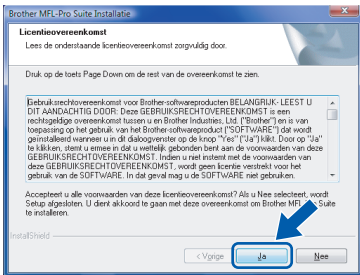 Brother MFL-Pro Suite Installatie
Licentieovereenkomst
Lees de onderstaande licentieovereenkomst zorgvuldig door.
Druk op de toets Page Down om de rest van de overeenkomst te zien.
Gebruiksrechtovereenkomst voor Brother-softwareproducten BELANGRIJK- LEEST U
DIT AANDACHTIG DOOR: Deze GEBRUIKSRECHTOVEREENKOMST is een
rechtsgeldige overeenkomst tussen u en Brother Industries, Ltd. ("Brother") en is van
toepassing op het gebruik van het Brother-softwareproduct ("SOFTWARE") dat wordt
geïnstalleerd wanneer u in dit dialoogvenster op de knop "Yes" ("Ja") klikt. Door op "Ja"
te klikken, stemt u ermee in dat u wettelijk gebonden bent aan de voorwaarden van deze
GEBRUIKSRECHTOVEREENKOMST. Indien u niet instemt met de voorwaarden van
deze GEBRUIKSRECHTOVEREENKOMST, wordt geen licentie verstrekt voor het
gebruik van de SOFTWARE. In dat geval mag u de SOFTWARE niet gebruiken.
Accepteert u alle voorwaarden van deze licentieovereenkomst? Als u Nee selecteert, wordt
Setup afgesloten. U dient akkoord te gaan met deze overeenkomst om Brother MFL-Pro Suite
te installeren.
InstallShield
< Vorige Ja Nee